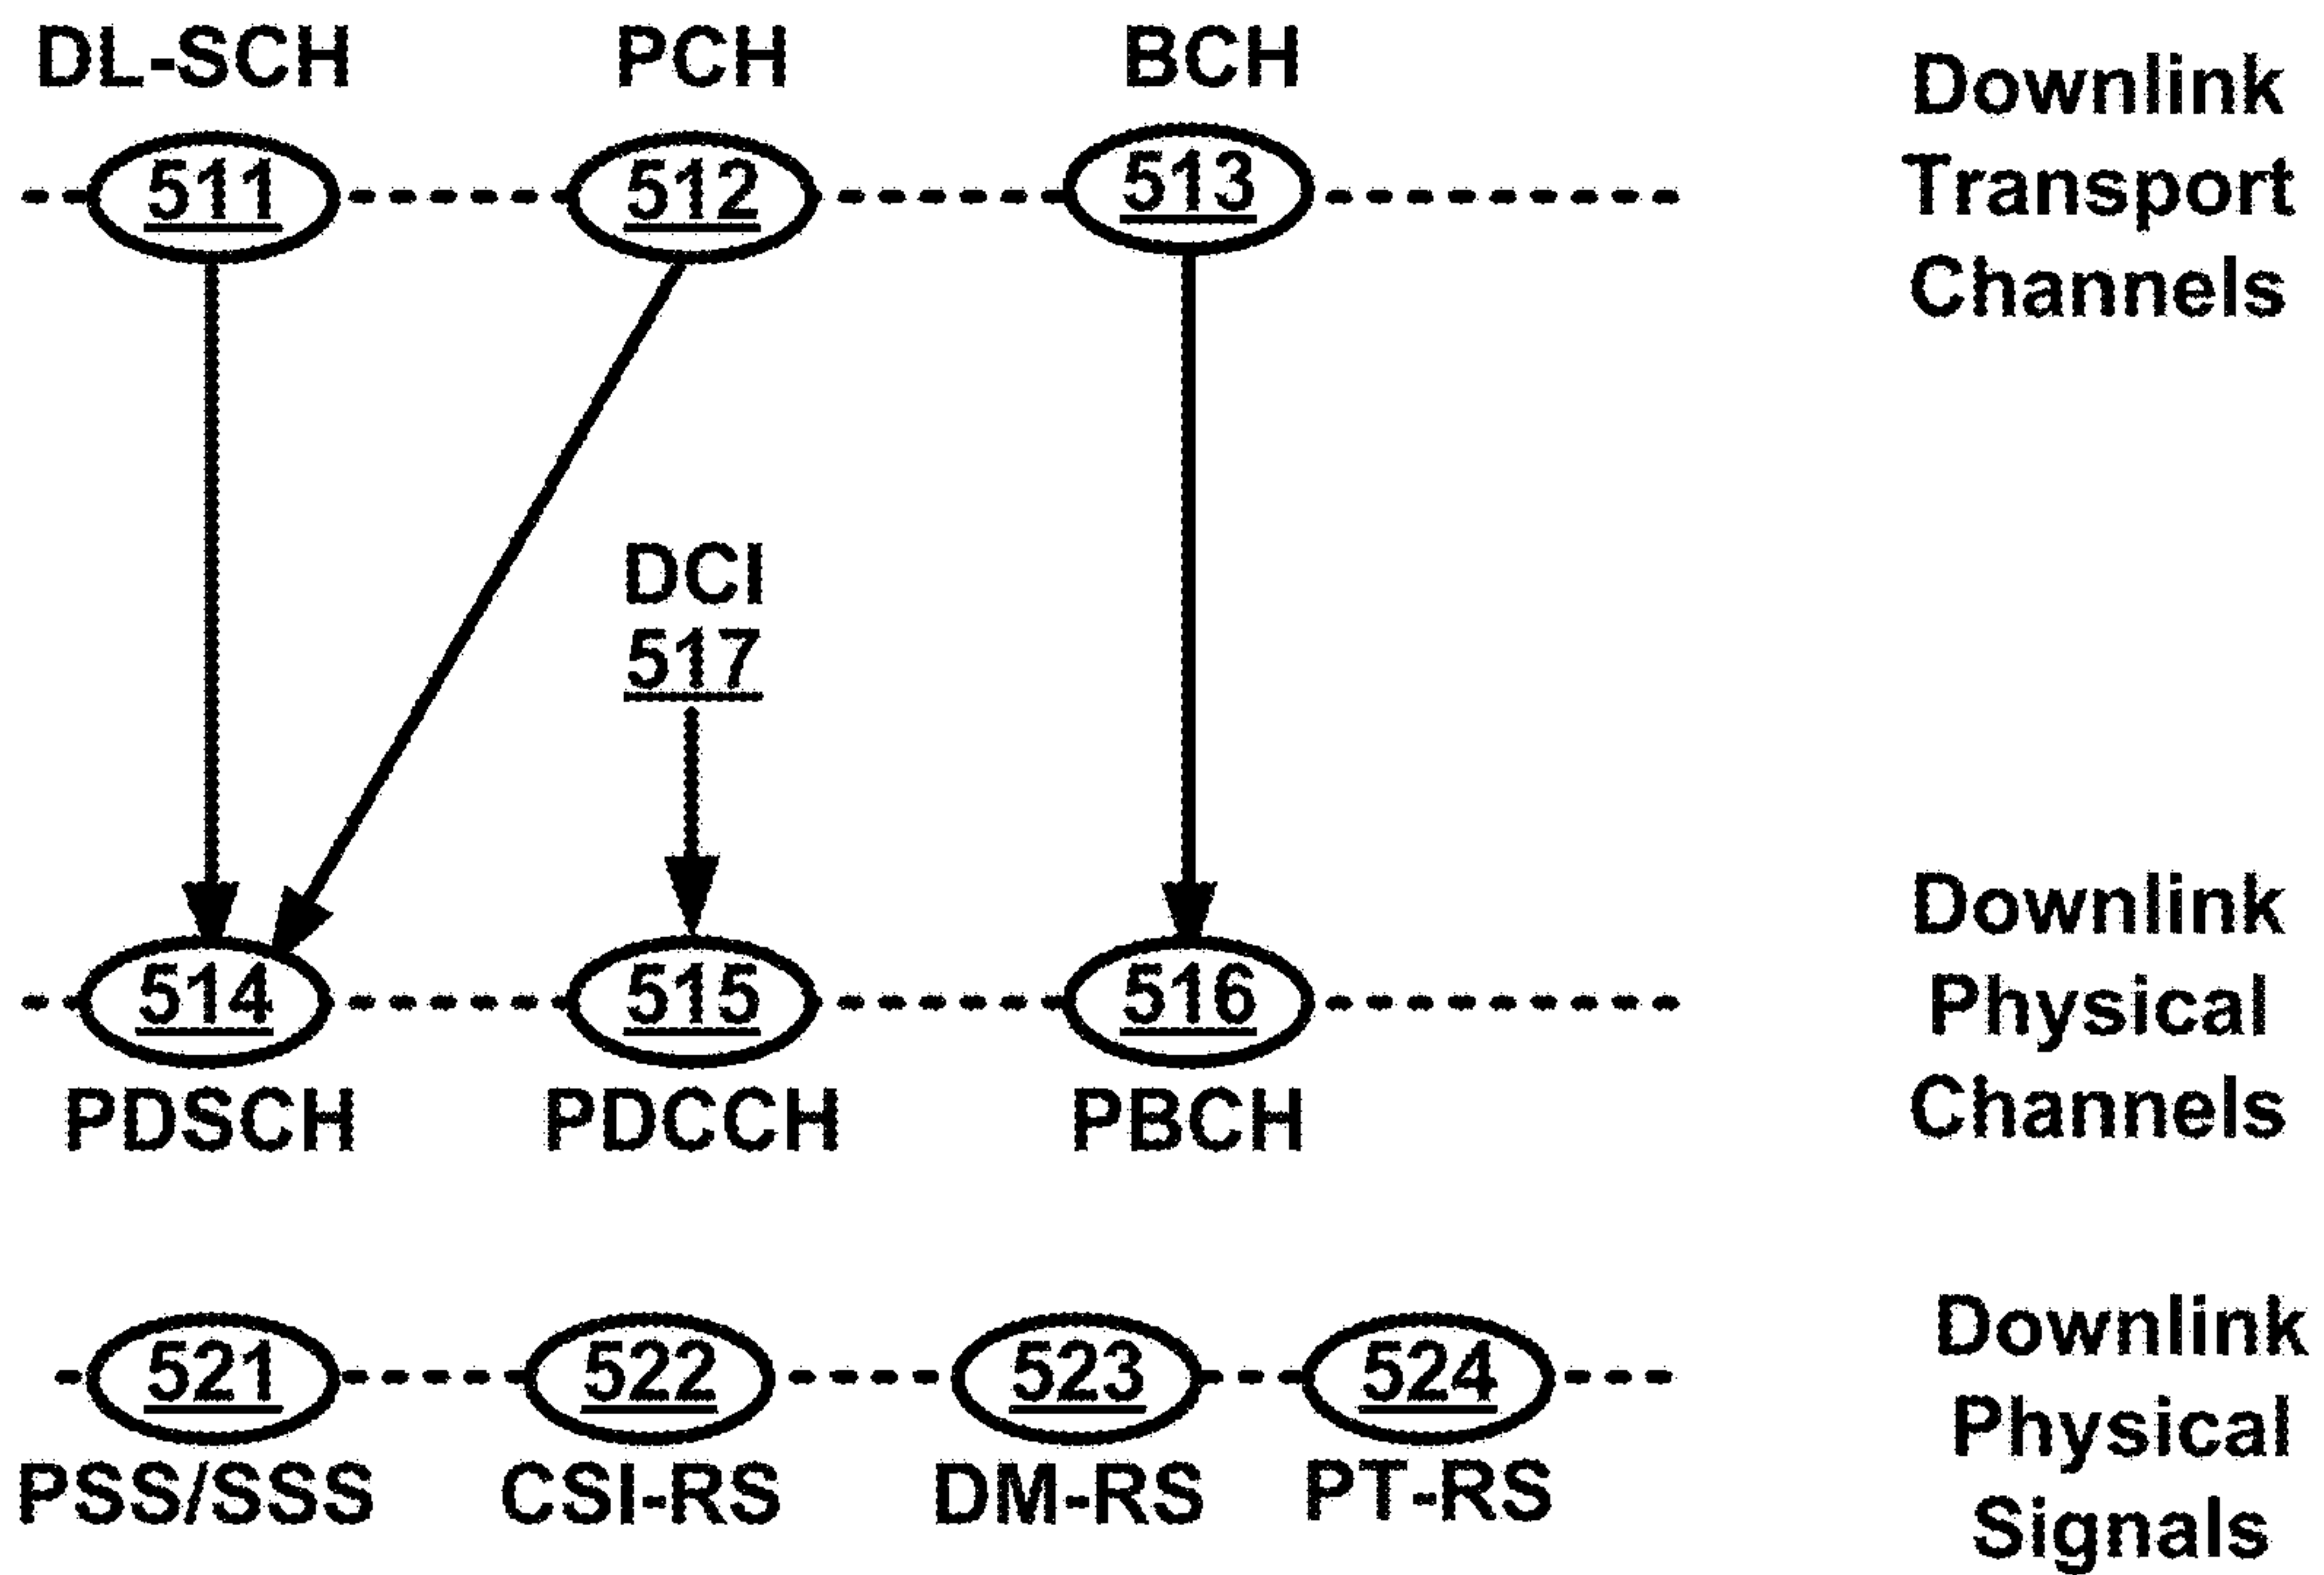 DL-SCH PCH BCH
511 512 513
Downlink
Transport
Channels
DCI
517
514 515 516
PDSCH PDCCH PBCH
Downlink
Physical
Channels
521 522 523 524
PSS/SSS CSI-RS DM-RS PT-RS
Downlink
Physical
Signals